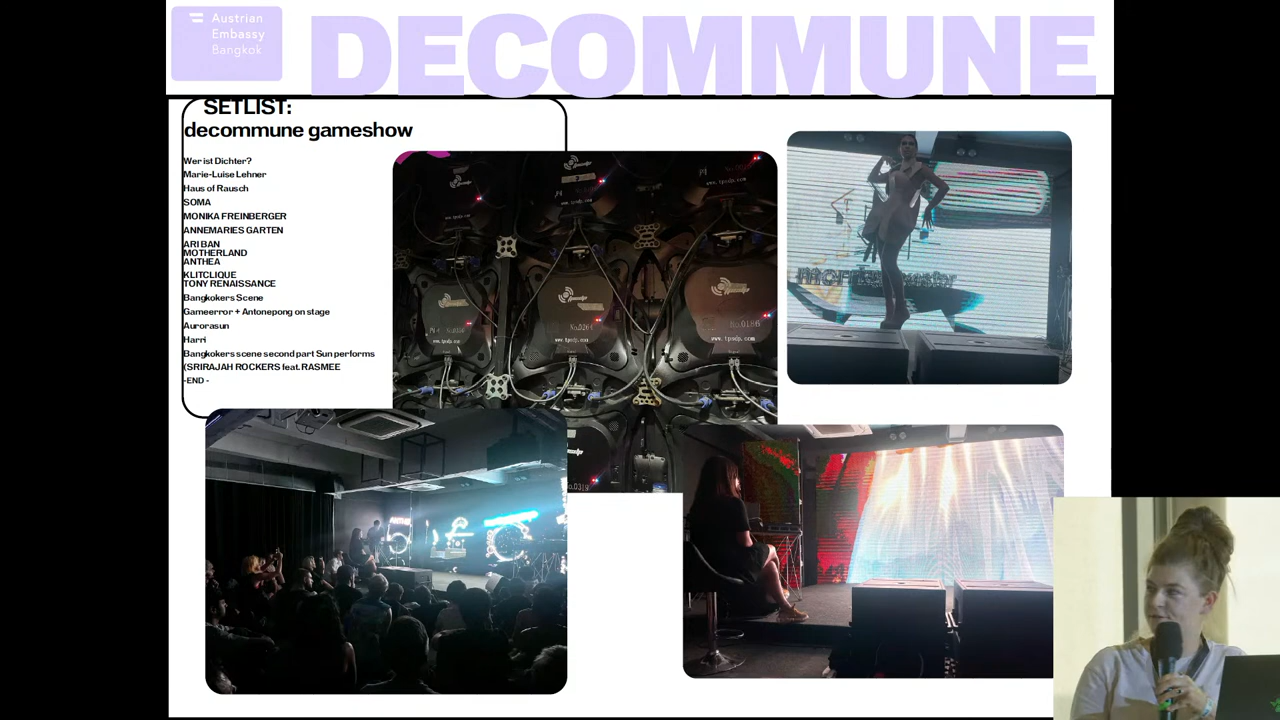 Austrian
Embassy
Bangkok
DECOMMUNE
SETLIST:
decommune gameshow
Wer ist Dichter?
Marie-Luise Lehner
Haus of Rausch
SOMA
MONIKA FREINBERGER
ANNEMARIES GARTEN
ARI BAN
MOTHERLAND
ANTHEA
KLITCLIQUE
TONY RENAISSANCE
Bangkokers Scene
Gameerror + Antonepong on stage
Aurorasun
Harri
Bangkokers scene second part Sun performs
(SRIRAJAH ROCKERS feat. RASMEE
-END -